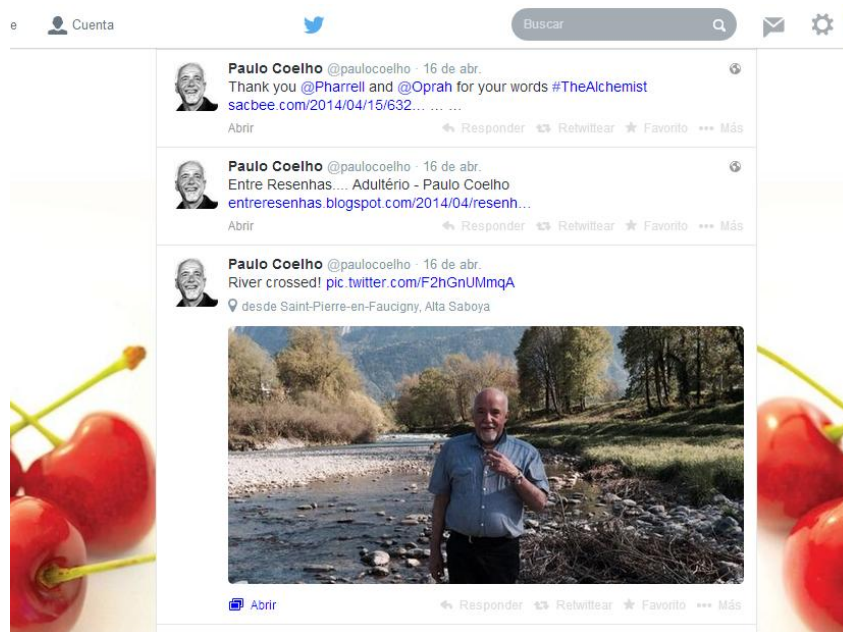 e Cuenta Buscar
Paulo Coelho @paulocoelho · 16 de abr.
Thank you @Pharrell and @Oprah for your words #TheAlchemist
sacbee.com/2014/04/15/632… … …
Abrir Responder Retwittear Favorito Más
Paulo Coelho @paulocoelho · 16 de abr.
Entre Resenhas.... Adultério - Paulo Coelho
entreresenhas.blogspot.com/2014/04/resenh…
Abrir Responder Retwittear Favorito Más
Paulo Coelho @paulocoelho · 16 de abr.
River crossed! pic.twitter.com/F2hGnUMmqA
desde Saint-Pierre-en-Faucigny, Alta Saboya
Abrir Responder Retwittear Favorito Más